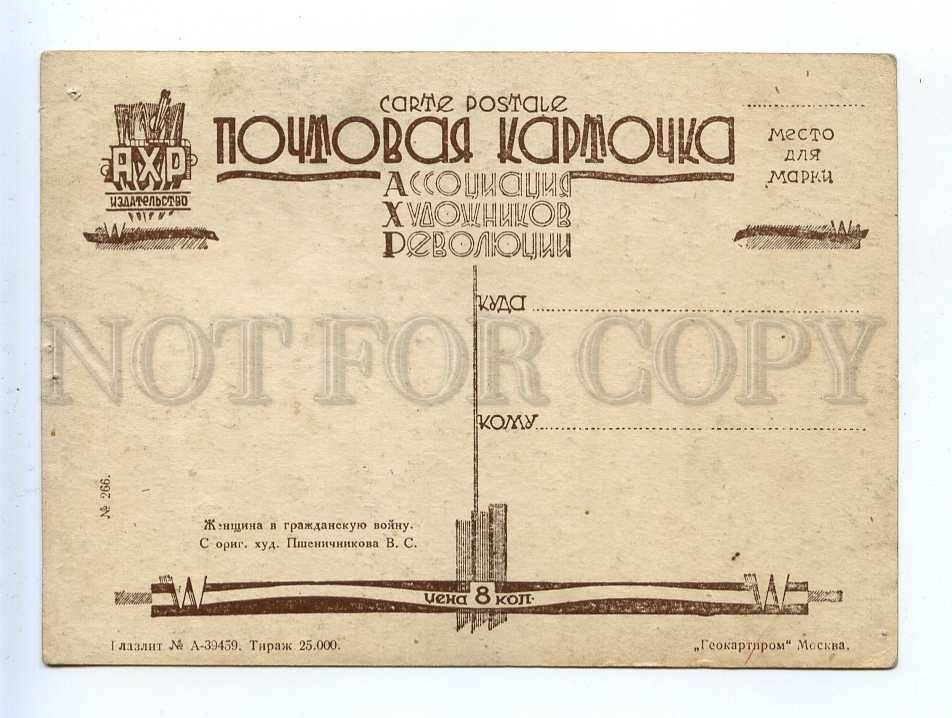 CARTE POSTALE
ПОЧТОВАЯ КАРТОЧКА
АССОЦИАЦИЯ
ХУДОЖНИКОВ
РЕВОЛЮЦИИ
АХР
ИЗДАТЕЛЬСТВО
МЕСТО
ДЛЯ
МАРКИ
КУДА
NOT FOR COPY
КОМУ
№ 266.
Женщина в гражданскую войну.
С ориг. худ. Пшеничникова В. С.
ЦЕНА 8 КОП.
Главлит № А-39459. Тираж 25.000.
„Геокартпром" Москва.